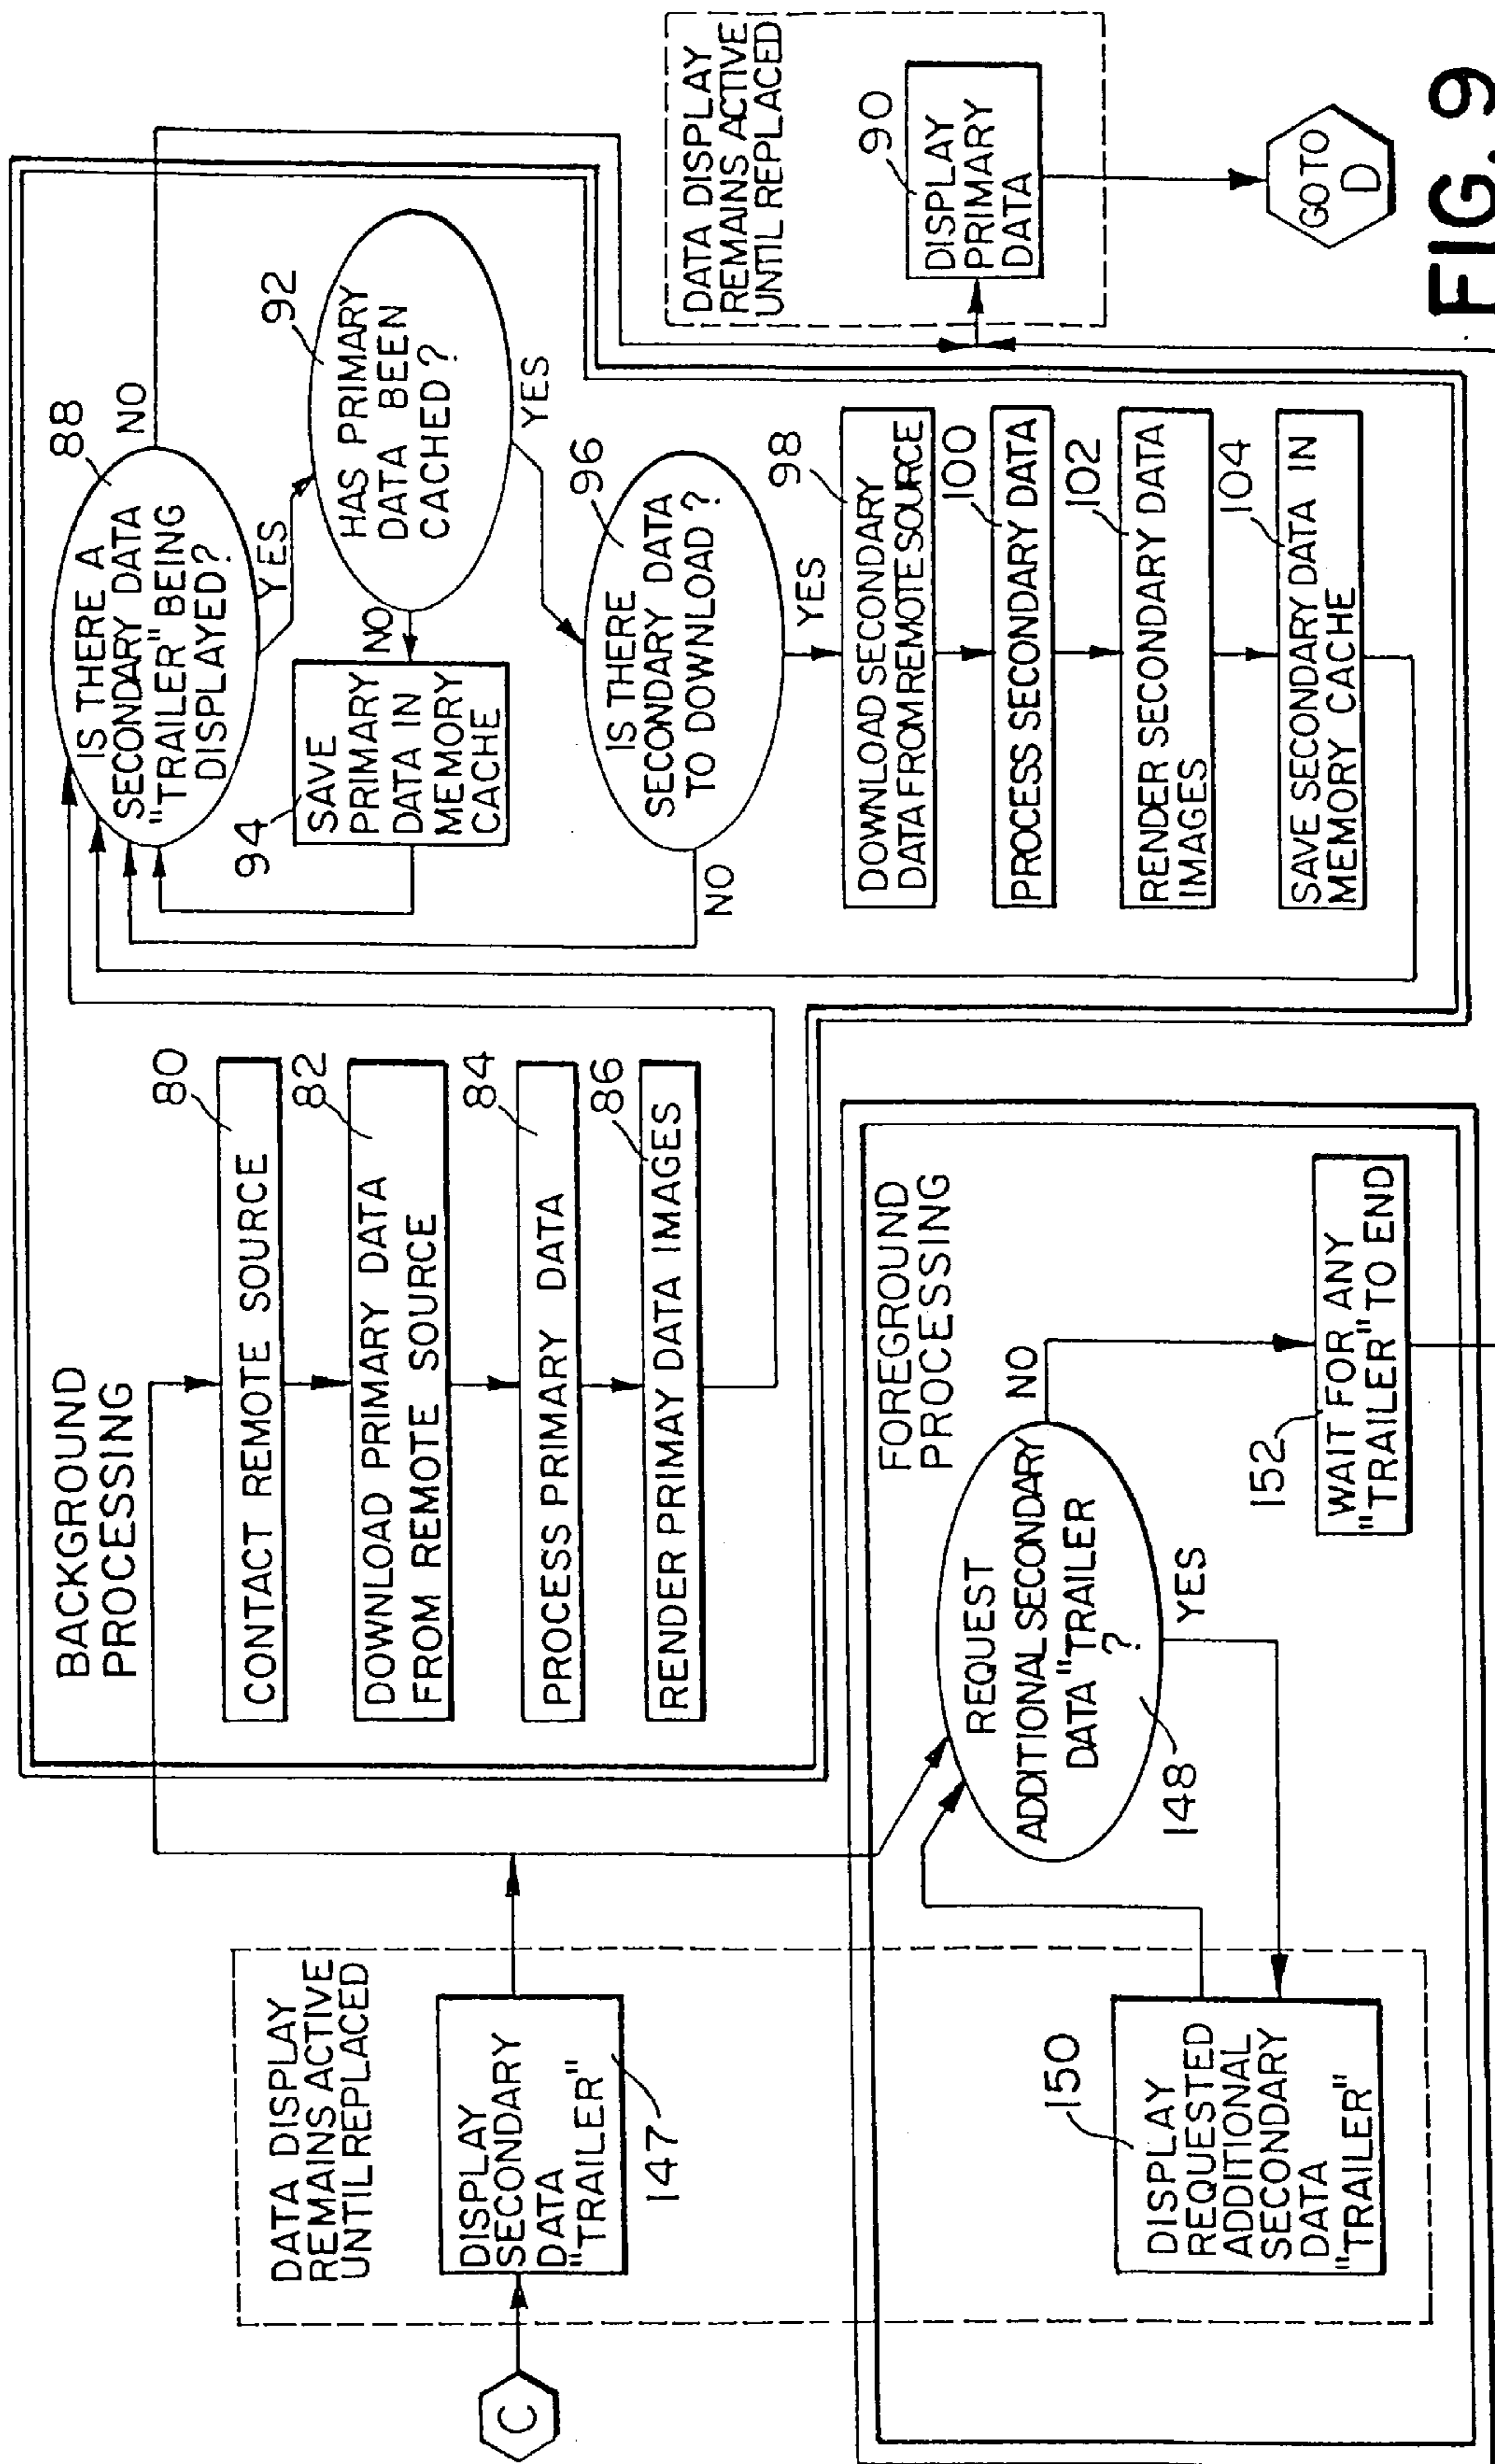 C
DATA DISPLAY
REMAINS ACTIVE
UNTIL REPLACED
DISPLAY
SECONDARY
DATA
"TRAILER"
147
BACKGROUND
PROCESSING
CONTACT REMOTE SOURCE
80
DOWNLOAD PRIMARY DATA
FROM REMOTE SOURCE
82
PROCESS PRIMARY DATA
84
RENDER PRIMARY DATA IMAGES
86
IS THERE A
SECONDARY DATA
"TRAILER" BEING
DISPLAYED?
88
NO
YES
HAS PRIMARY
DATA BEEN
CACHED?
92
NO
YES
94
SAVE
PRIMARY
DATA IN
MEMORY
CACHE
IS THERE
SECONDARY DATA
TO DOWNLOAD?
96
NO
YES
DOWNLOAD SECONDARY
DATA FROM REMOTE SOURCE
98
PROCESS SECONDARY DATA
100
RENDER SECONDARY DATA
IMAGES
102
SAVE SECONDARY DATA IN
MEMORY CACHE
104
DATA DISPLAY
REMAINS ACTIVE
UNTIL REPLACED
90
DISPLAY
PRIMARY
DATA
GO TO
D
FOREGROUND
PROCESSING
REQUEST
ADDITIONAL SECONDARY
DATA "TRAILER
?
148
NO
YES
150
DISPLAY
REQUESTED
ADDITIONAL
SECONDARY
DATA
"TRAILER"
152
WAIT FOR ANY
"TRAILER" TO END
FIG. 9